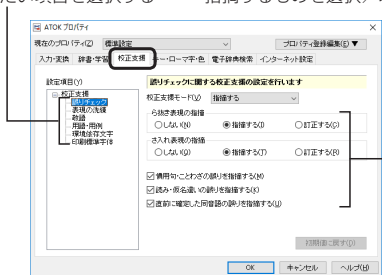 たい項目を選択する　　指摘するものを選択
ATOK プロパティ
現在のプロパティ(Z) 標準設定 プロパティ登録編集(E)▼
入力・変換 辞書・学習 校正支援 キー・ローマ字・色 電子辞典検索 インターネット設定
設定項目(Y)
校正支援
誤りチェック
表現の洗練
敬語
用語・用例
環境依存文字
印刷標準字体
誤りチェックに関する校正支援の設定を行います
校正支援モード(V) 指摘する
ら抜き表現の指摘
しない(N) 指摘する(I) 訂正する(C)
さ入れ表現の指摘
しない(O) 指摘する(T) 訂正する(R)
慣用句・ことわざの誤りを指摘する(M)
読み・仮名遣いの誤りを指摘する(K)
直前に確定した同音語の誤りを指摘する(U)
初期値に戻す(D)
OK キャンセル ヘルプ(H)